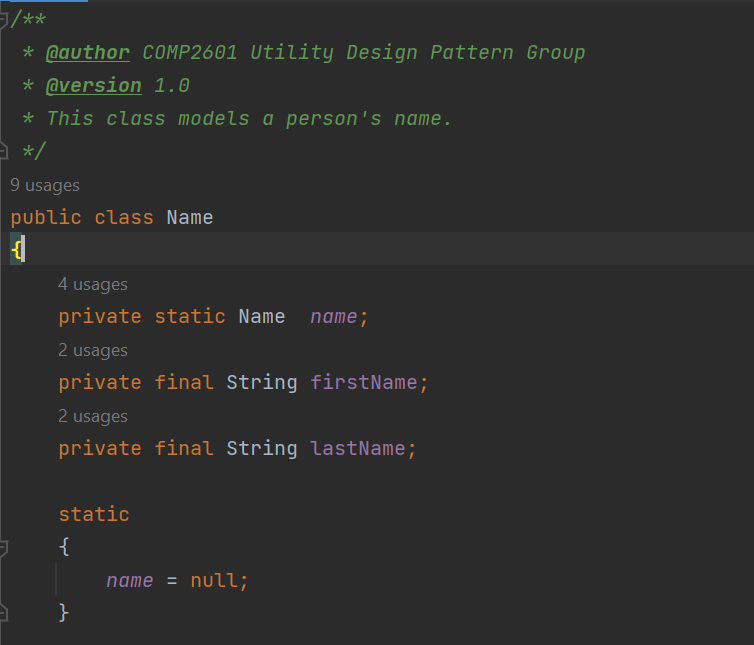 /**
 * @author COMP2601 Utility Design Pattern Group
 * @version 1.0
 * This class models a person's name.
 */
9 usages
public class Name
{
    4 usages
    private static Name  name;
    2 usages
    private final String firstName;
    2 usages
    private final String lastName;

    static
    {
        name = null;
    }